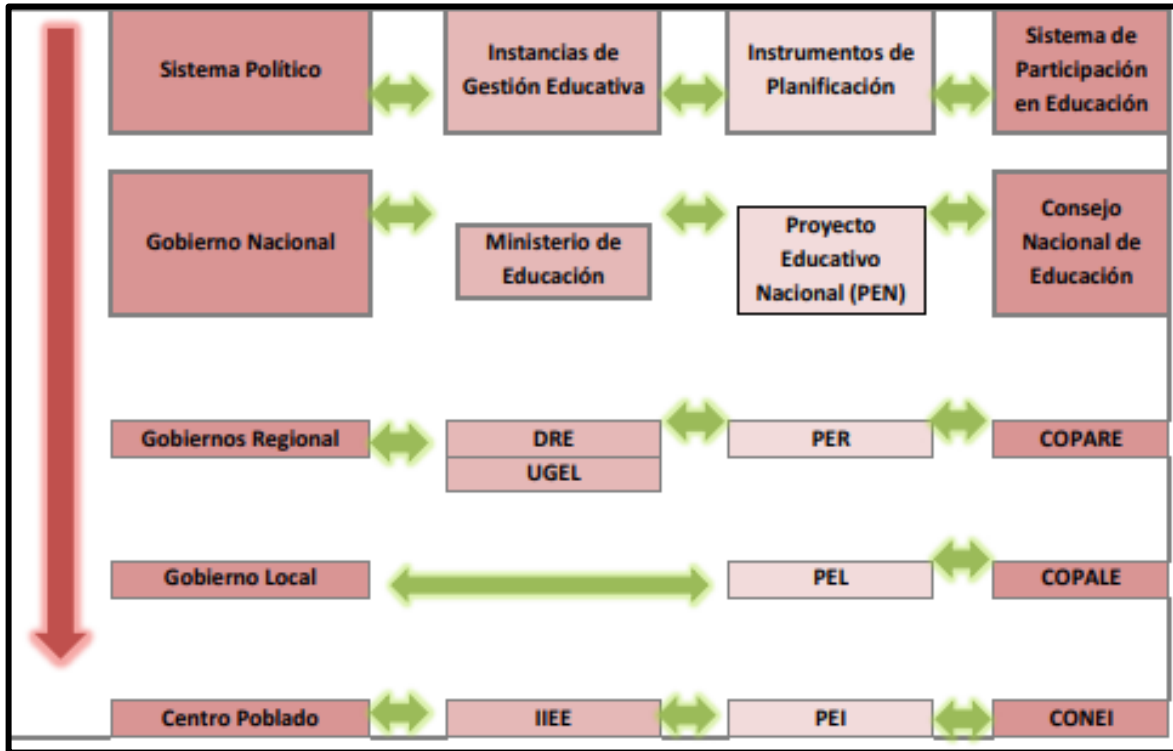 Sistema Político
Instancias de
Gestión Educativa
Instrumentos de
Planificación
Sistema de
Participación
en Educación
Gobierno Nacional
Ministerio de
Educación
Proyecto
Educativo
Nacional (PEN)
Consejo
Nacional de
Educación
Gobiernos Regional
DRE
UGEL
PER
COPARE
Gobierno Local
PEL
COPALE
Centro Poblado
IIEE
PEI
CONEI